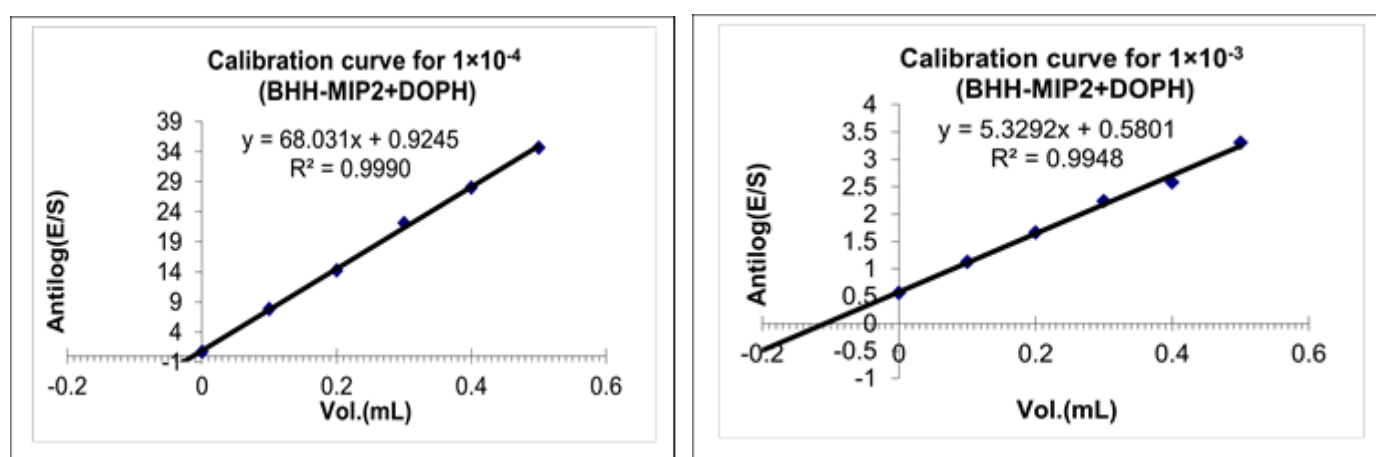 Calibration curve for 1×10-4
(BHH-MIP2+DOPH)
y = 68.031x + 0.9245
R² = 0.9990
Antilog(E/S)
39
34
29
24
19
14
9
4
-1
-0.2 0 0.2 0.4 0.6
Vol.(mL)
Calibration curve for 1×10-3
(BHH-MIP2+DOPH)
y = 5.3292x + 0.5801
R² = 0.9948
Antilog(E/S)
4
3.5
3
2.5
2
1.5
1
0.5
0
-0.5
-1
-0.2 0 0.2 0.4 0.6
Vol.(mL)